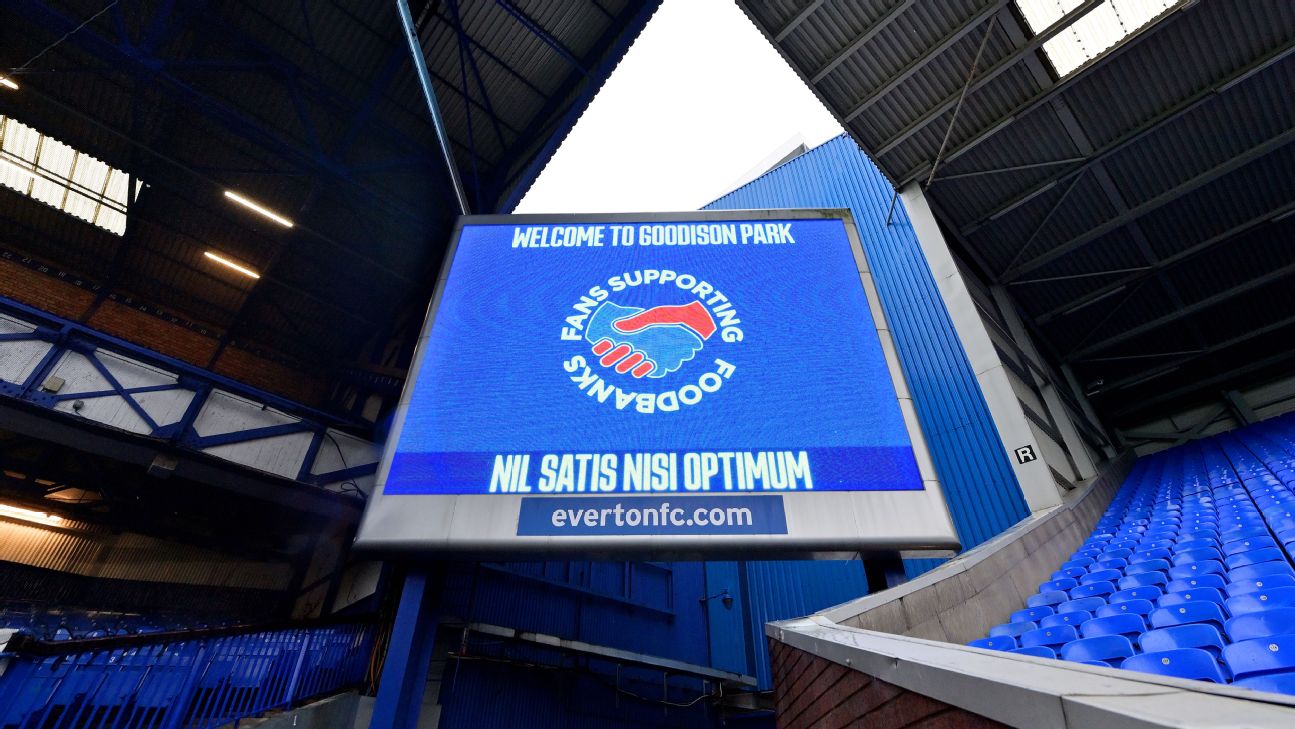 WELCOME TO GOODISON PARK
FANS SUPPORTING
FOODBANKS
NIL SATIS NISI OPTIMUM
evertonfc.com
R